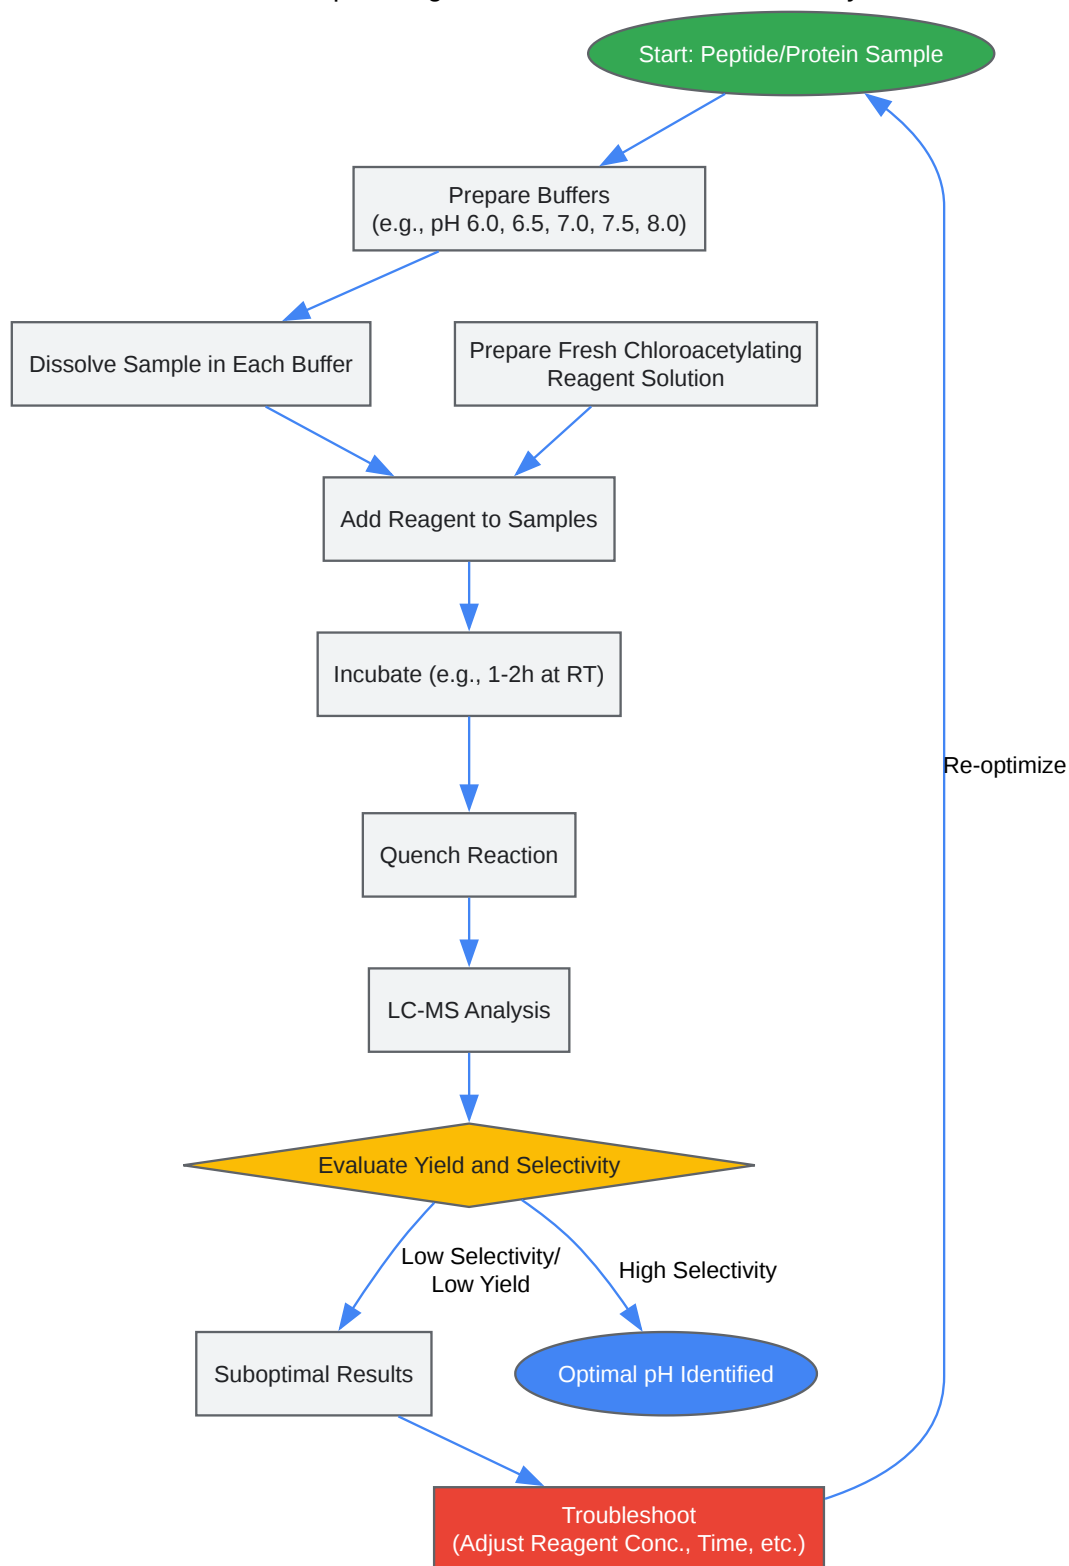 Start: Peptide/Protein Sample
Prepare Buffers
(e.g., pH 6.0, 6.5, 7.0, 7.5, 8.0)
Dissolve Sample in Each Buffer
Prepare Fresh Chloroacetylating
Reagent Solution
Add Reagent to Samples
Incubate (e.g., 1-2h at RT)
Re-optimize
Quench Reaction
LC-MS Analysis
Evaluate Yield and Selectivity
Low Selectivity/
Low Yield
High Selectivity
Suboptimal Results
Optimal pH Identified
Troubleshoot
(Adjust Reagent Conc., Time, etc.)